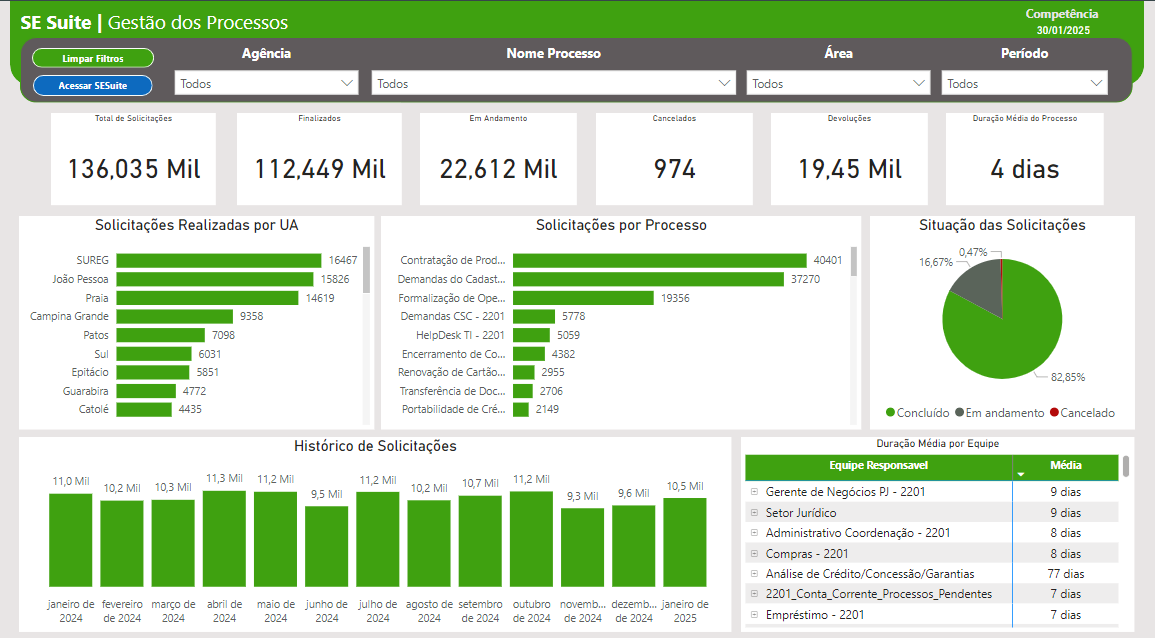 SE Suite | Gestão dos Processos
Competência
30/01/2025
Limpar Filtros
Acessar SESuite
Agência
Todos
Nome Processo
Todos
Área
Todos
Período
Todos
Total de Solicitações
136,035 Mil
Finalizados
112,449 Mil
Em Andamento
22,612 Mil
Cancelados
974
Devoluções
19,45 Mil
Duração Média do Processo
4 dias
Solicitações Realizadas por UA
SUREG 16467
João Pessoa 15826
Praia 14619
Campina Grande 9358
Patos 7098
Sul 6031
Epitácio 5851
Guarabira 4772
Catolé 4435
Solicitações por Processo
Contratação de Prod... 40401
Demandas do Cadast... 37270
Formalização de Ope... 19356
Demandas CSC - 2201 5778
HelpDesk TI - 2201 5059
Encerramento de Co... 4382
Renovação de Cartão... 2955
Transferência de Doc... 2706
Portabilidade de Cré... 2149
Situação das Solicitações
0,47%
16,67%
82,85%
Concluído Em andamento Cancelado
Histórico de Solicitações
11,0 Mil 10,2 Mil 10,3 Mil 11,3 Mil 11,2 Mil 9,5 Mil 11,2 Mil 10,2 Mil 10,7 Mil 11,2 Mil 9,3 Mil 9,6 Mil 10,5 Mil
janeiro de fevereiro março de abril de maio de junho de julho de agosto de setembro outubro novemb... dezemb... janeiro de
2024 de 2024 2024 2024 2024 2024 2024 2024 de 2024 de 2024 de 2024 de 2024 2025
Duração Média por Equipe
Equipe Responsavel Média
Gerente de Negócios PJ - 2201 9 dias
Setor Jurídico 9 dias
Administrativo Coordenação - 2201 8 dias
Compras - 2201 8 dias
Análise de Crédito/Concessão/Garantias 77 dias
2201_Conta_Corrente_Processos_Pendentes 7 dias
Empréstimo - 2201 7 dias